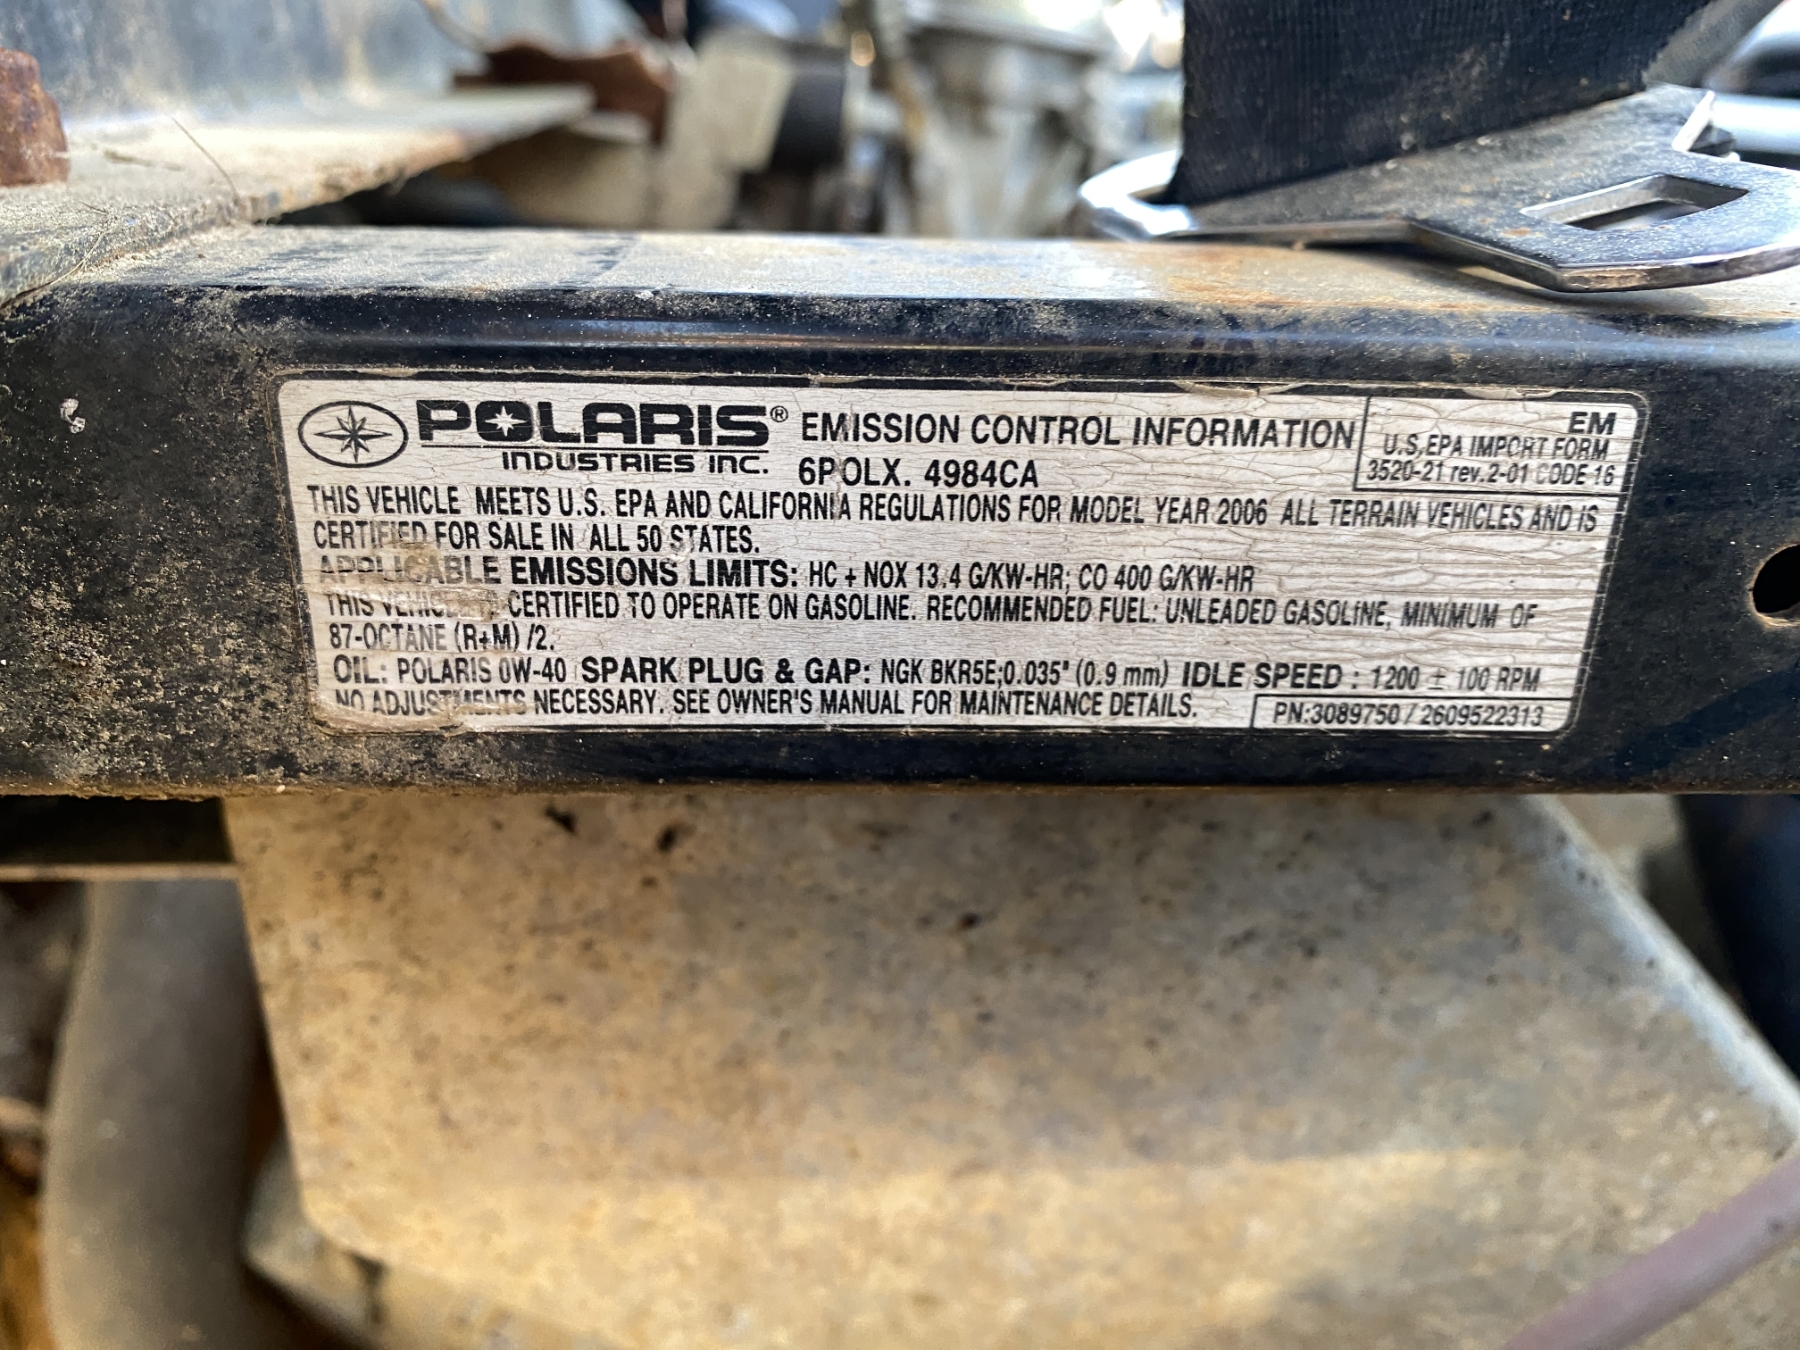 POLARIS® EMISSION CONTROL INFORMATION
INDUSTRIES INC. 6POLX. 4984CA
EM
U.S,EPA IMPORT FORM
3520-21 rev.2-01 CODE 16
THIS VEHICLE MEETS U.S. EPA AND CALIFORNIA REGULATIONS FOR MODEL YEAR 2006 ALL TERRAIN VEHICLES AND IS
CERTIFIED FOR SALE IN ALL 50 STATES.
APPLICABLE EMISSIONS LIMITS: HC + NOX 13.4 G/KW-HR; CO 400 G/KW-HR
THIS VEHICLE CERTIFIED TO OPERATE ON GASOLINE. RECOMMENDED FUEL: UNLEADED GASOLINE, MINIMUM OF
87-OCTANE (R+M) /2.
OIL: POLARIS 0W-40 SPARK PLUG & GAP: NGK BKR5E;0.035" (0.9 mm) IDLE SPEED : 1200 ± 100 RPM
NO ADJUSTMENTS NECESSARY. SEE OWNER'S MANUAL FOR MAINTENANCE DETAILS.
PN:3089750 / 2609522313